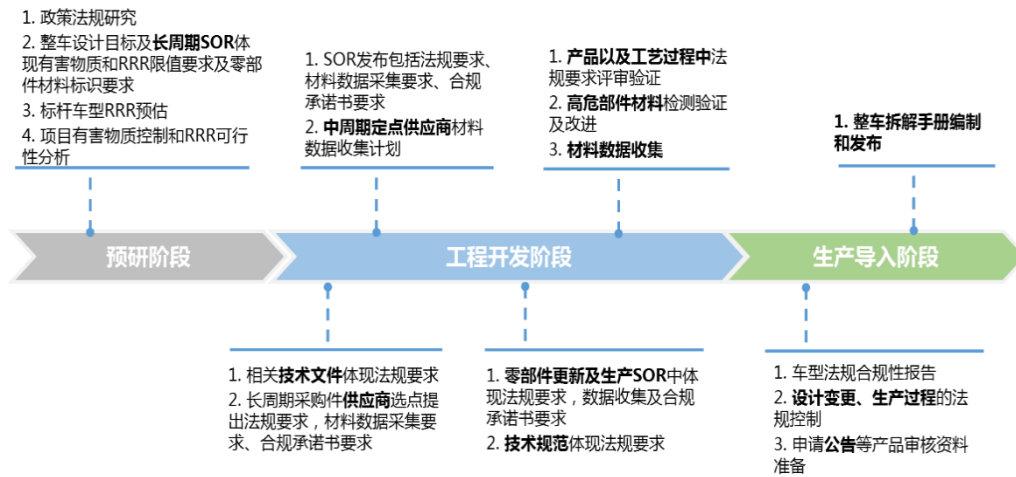 1. 政策法规研究
2. 整车设计目标及长周期SOR体
现有害物质和RRR限值要求及零部
件材料标识要求
3. 标杆车型RRR预估
4. 项目有害物质控制和RRR可行
性分析
1. SOR发布包括法规要求、
材料数据采集要求、合规
承诺书要求
2. 中周期定点供应商材料
数据收集计划
1. 产品以及工艺过程中法
规要求评审验证
2. 高危部件材料检测验证
及改进
3. 材料数据收集
1. 整车拆解手册编制
和发布
预研阶段
工程开发阶段
生产导入阶段
1. 相关技术文件体现法规要求
2. 长周期采购件供应商选点提
出法规要求，材料数据采集要
求、合规承诺书要求
1. 零部件更新及生产SOR中体
现法规要求，数据收集及合规
承诺书要求
2. 技术规范体现法规要求
1. 车型法规合规性报告
2. 设计变更、生产过程的法
规控制
3. 申请公告等产品审核资料
准备